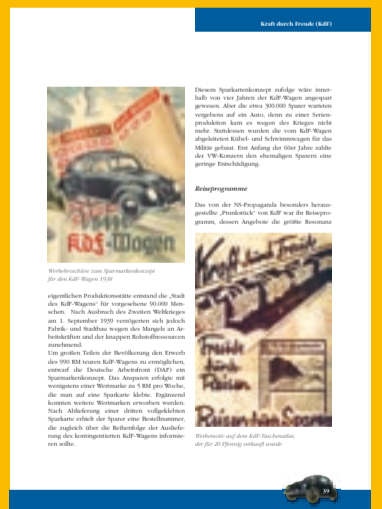 Kraft durch Freude (KdF)
Dein
KdF-Wagen
Werbebroschüre zum Sparmarkenkonzept
für den KdF-Wagen 1938
eigentlichen Produktionsstätte entstand die „Stadt
des KdF-Wagens“ für vorgesehene 90.000 Men-
schen. Nach Ausbruch des Zweiten Weltkrieges
am 1. September 1939 verzögerten sich jedoch
Fabrik- und Stadtbau wegen des Mangels an Ar-
beitskräften und der knappen Rohstoffressourcen
zunehmend.
Um großen Teilen der Bevölkerung den Erwerb
des 990 RM teuren KdF-Wagens zu ermöglichen,
entwarf die Deutsche Arbeitsfront (DAF) ein
Sparmarkenkonzept. Das Ansparen erfolgte mit
wenigstens einer Wertmarke zu 5 RM pro Woche,
die man auf eine Sparkarte klebte. Ergänzend
konnten weitere Wertmarken erworben werden.
Nach Ablieferung einer dritten vollgeklebten
Sparkarte erhielt der Sparer eine Bestellnummer,
die zugleich über die Reihenfolge der Ausliefe-
rung des kontingentierten KdF-Wagens informie-
ren sollte.
Diesem Sparkartenkonzept zufolge wäre inner-
halb von vier Jahren der KdF-Wagen angespart
gewesen. Aber die etwa 300.000 Sparer warteten
vergebens auf ein Auto, denn zu einer Serien-
produktion kam es wegen des Krieges nicht
mehr. Stattdessen wurden die vom KdF-Wagen
abgeleiteten Kübel- und Schwimmwagen für das
Militär gebaut. Erst Anfang der 60er Jahre zahlte
der VW-Konzern den ehemaligen Sparern eine
geringe Entschädigung.
Reiseprogramme
Das von der NS-Propaganda besonders heraus-
gestellte „Prunkstück“ von KdF war ihr Reisepro-
gramm, dessen Angebote die größte Resonanz
Kraft durch Freude
Freude
durch
Reisen
Werbemotiv auf dem KdF-Taschenatlas,
der für 20 Pfennig verkauft wurde
39